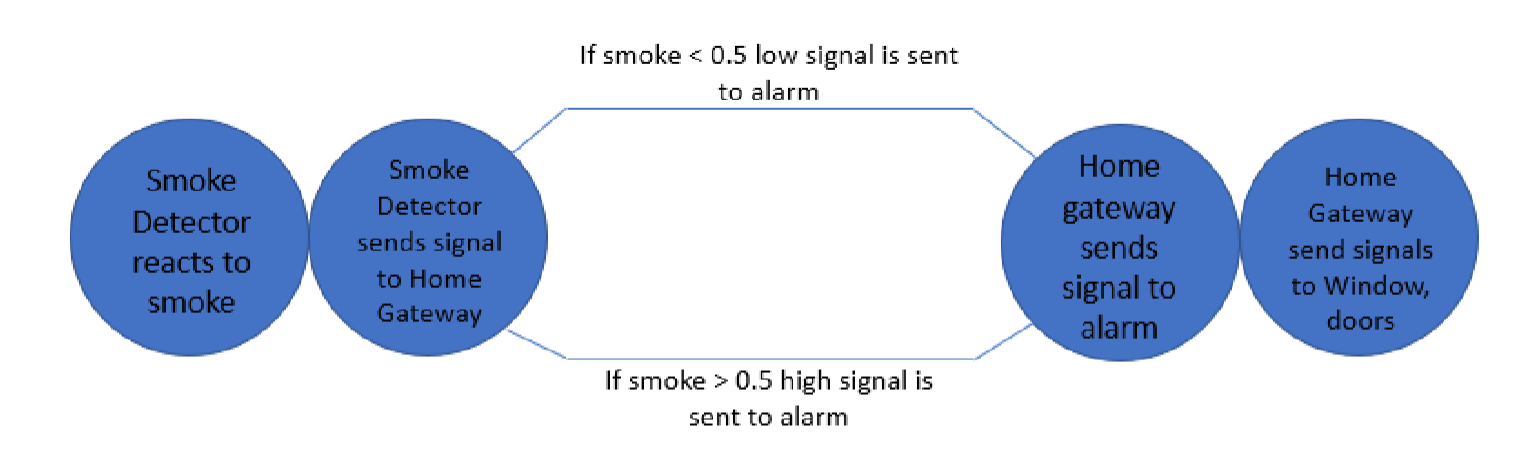 If smoke < 0.5 low signal is sent
to alarm
Smoke
Detector
reacts to
smoke
Smoke
Detector
sends signal
to Home
Gateway
Home
gateway
sends
signal to
alarm
Home
Gateway
send signals
to Window,
doors
If smoke > 0.5 high signal is
sent to alarm